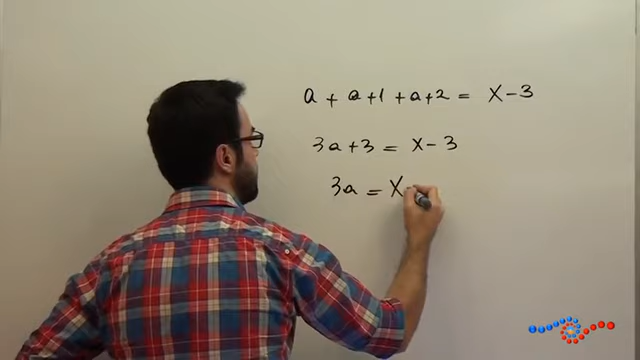 a + a+1 + a+2 = x-3
3a+3 = x-3
3a = x